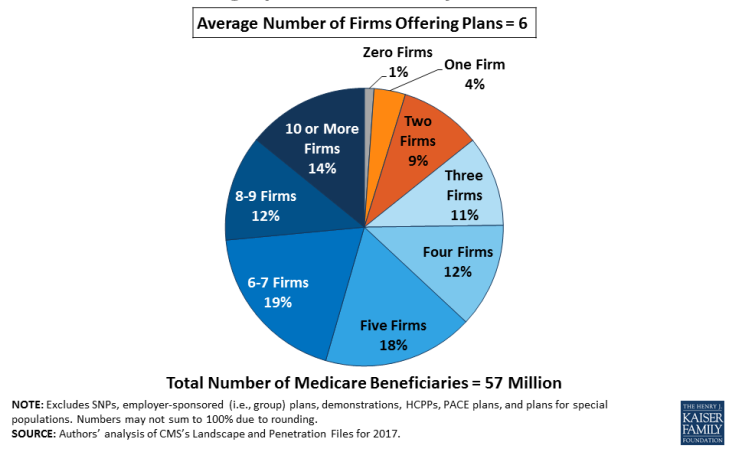 Average Number of Firms Offering Plans = 6
Zero Firms
1%
One Firm
4%
Two
Firms
9%
Three
Firms
11%
Four Firms
12%
Five Firms
18%
6-7 Firms
19%
8-9 Firms
12%
10 or More
Firms
14%
Total Number of Medicare Beneficiaries = 57 Million
NOTE: Excludes SNPs, employer-sponsored (i.e., group) plans, demonstrations, HCPPs, PACE plans, and plans for special
populations. Numbers may not sum to 100% due to rounding.
SOURCE: Authors’ analysis of CMS’s Landscape and Penetration Files for 2017.
THE HENRY J.
KAISER
FAMILY
FOUNDATION